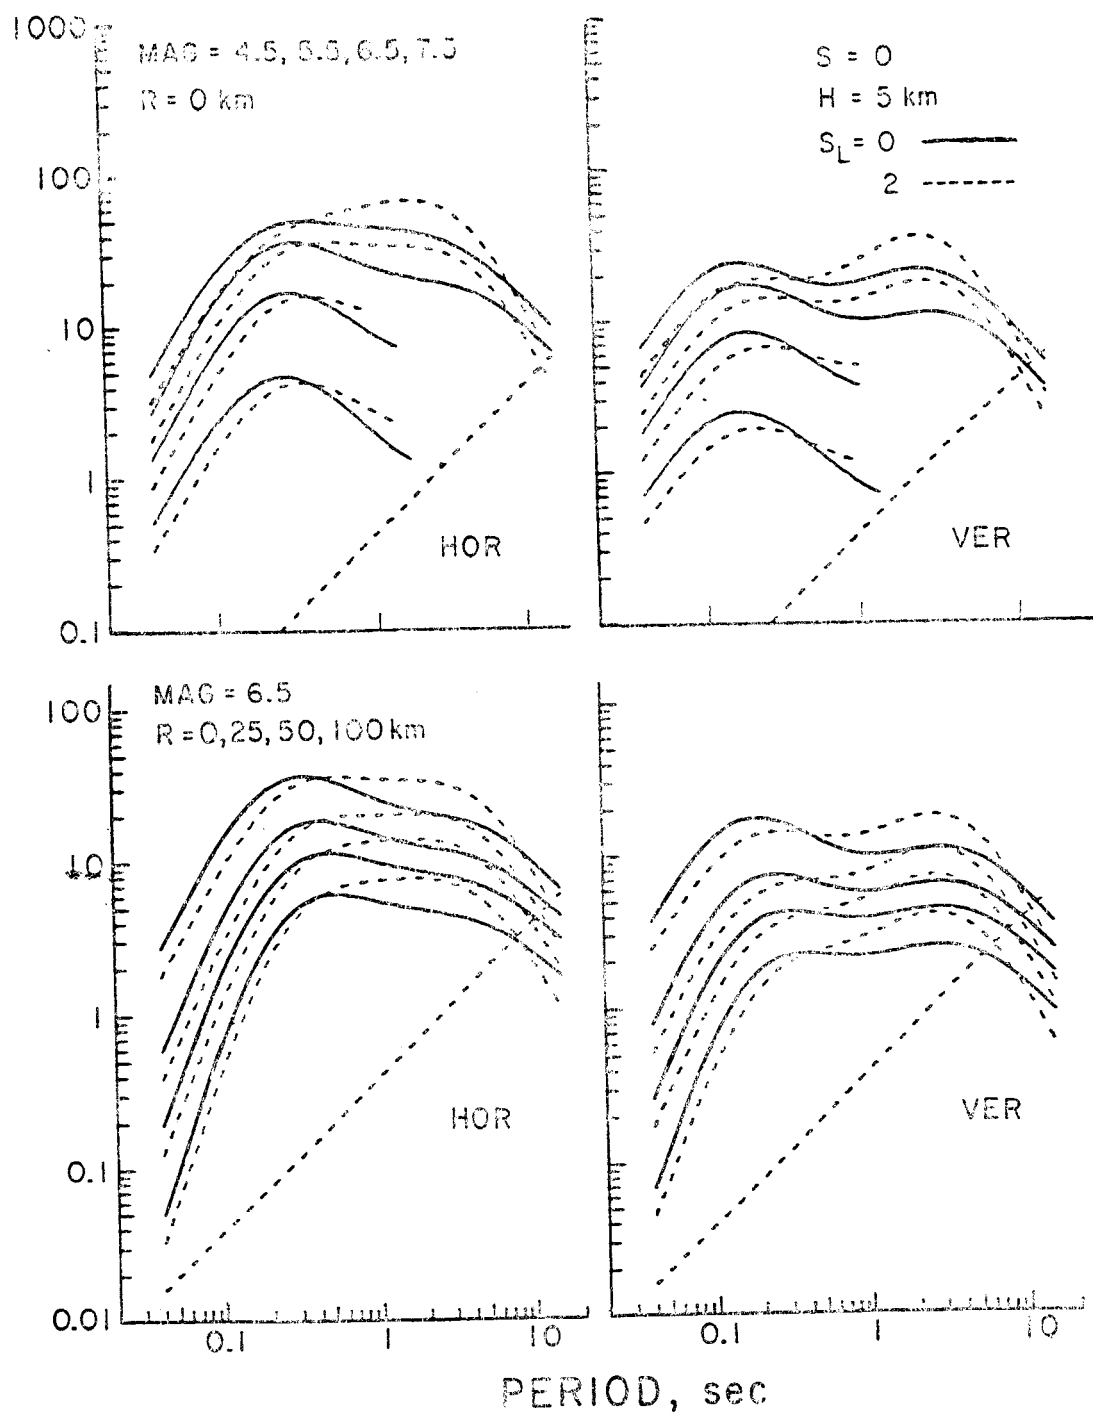 1000
MAG = 4.5, 5.5, 6.5, 7.5
R = 0 km
S = 0
H = 5 km
S_L = 0
2
100
10
1
0.1
HOR
VER
MAG = 6.5
R = 0, 25, 50, 100 km
100
10
1
0.1
0.01
HOR
VER
0.1 1 10
0.1 1 10
PERIOD, sec